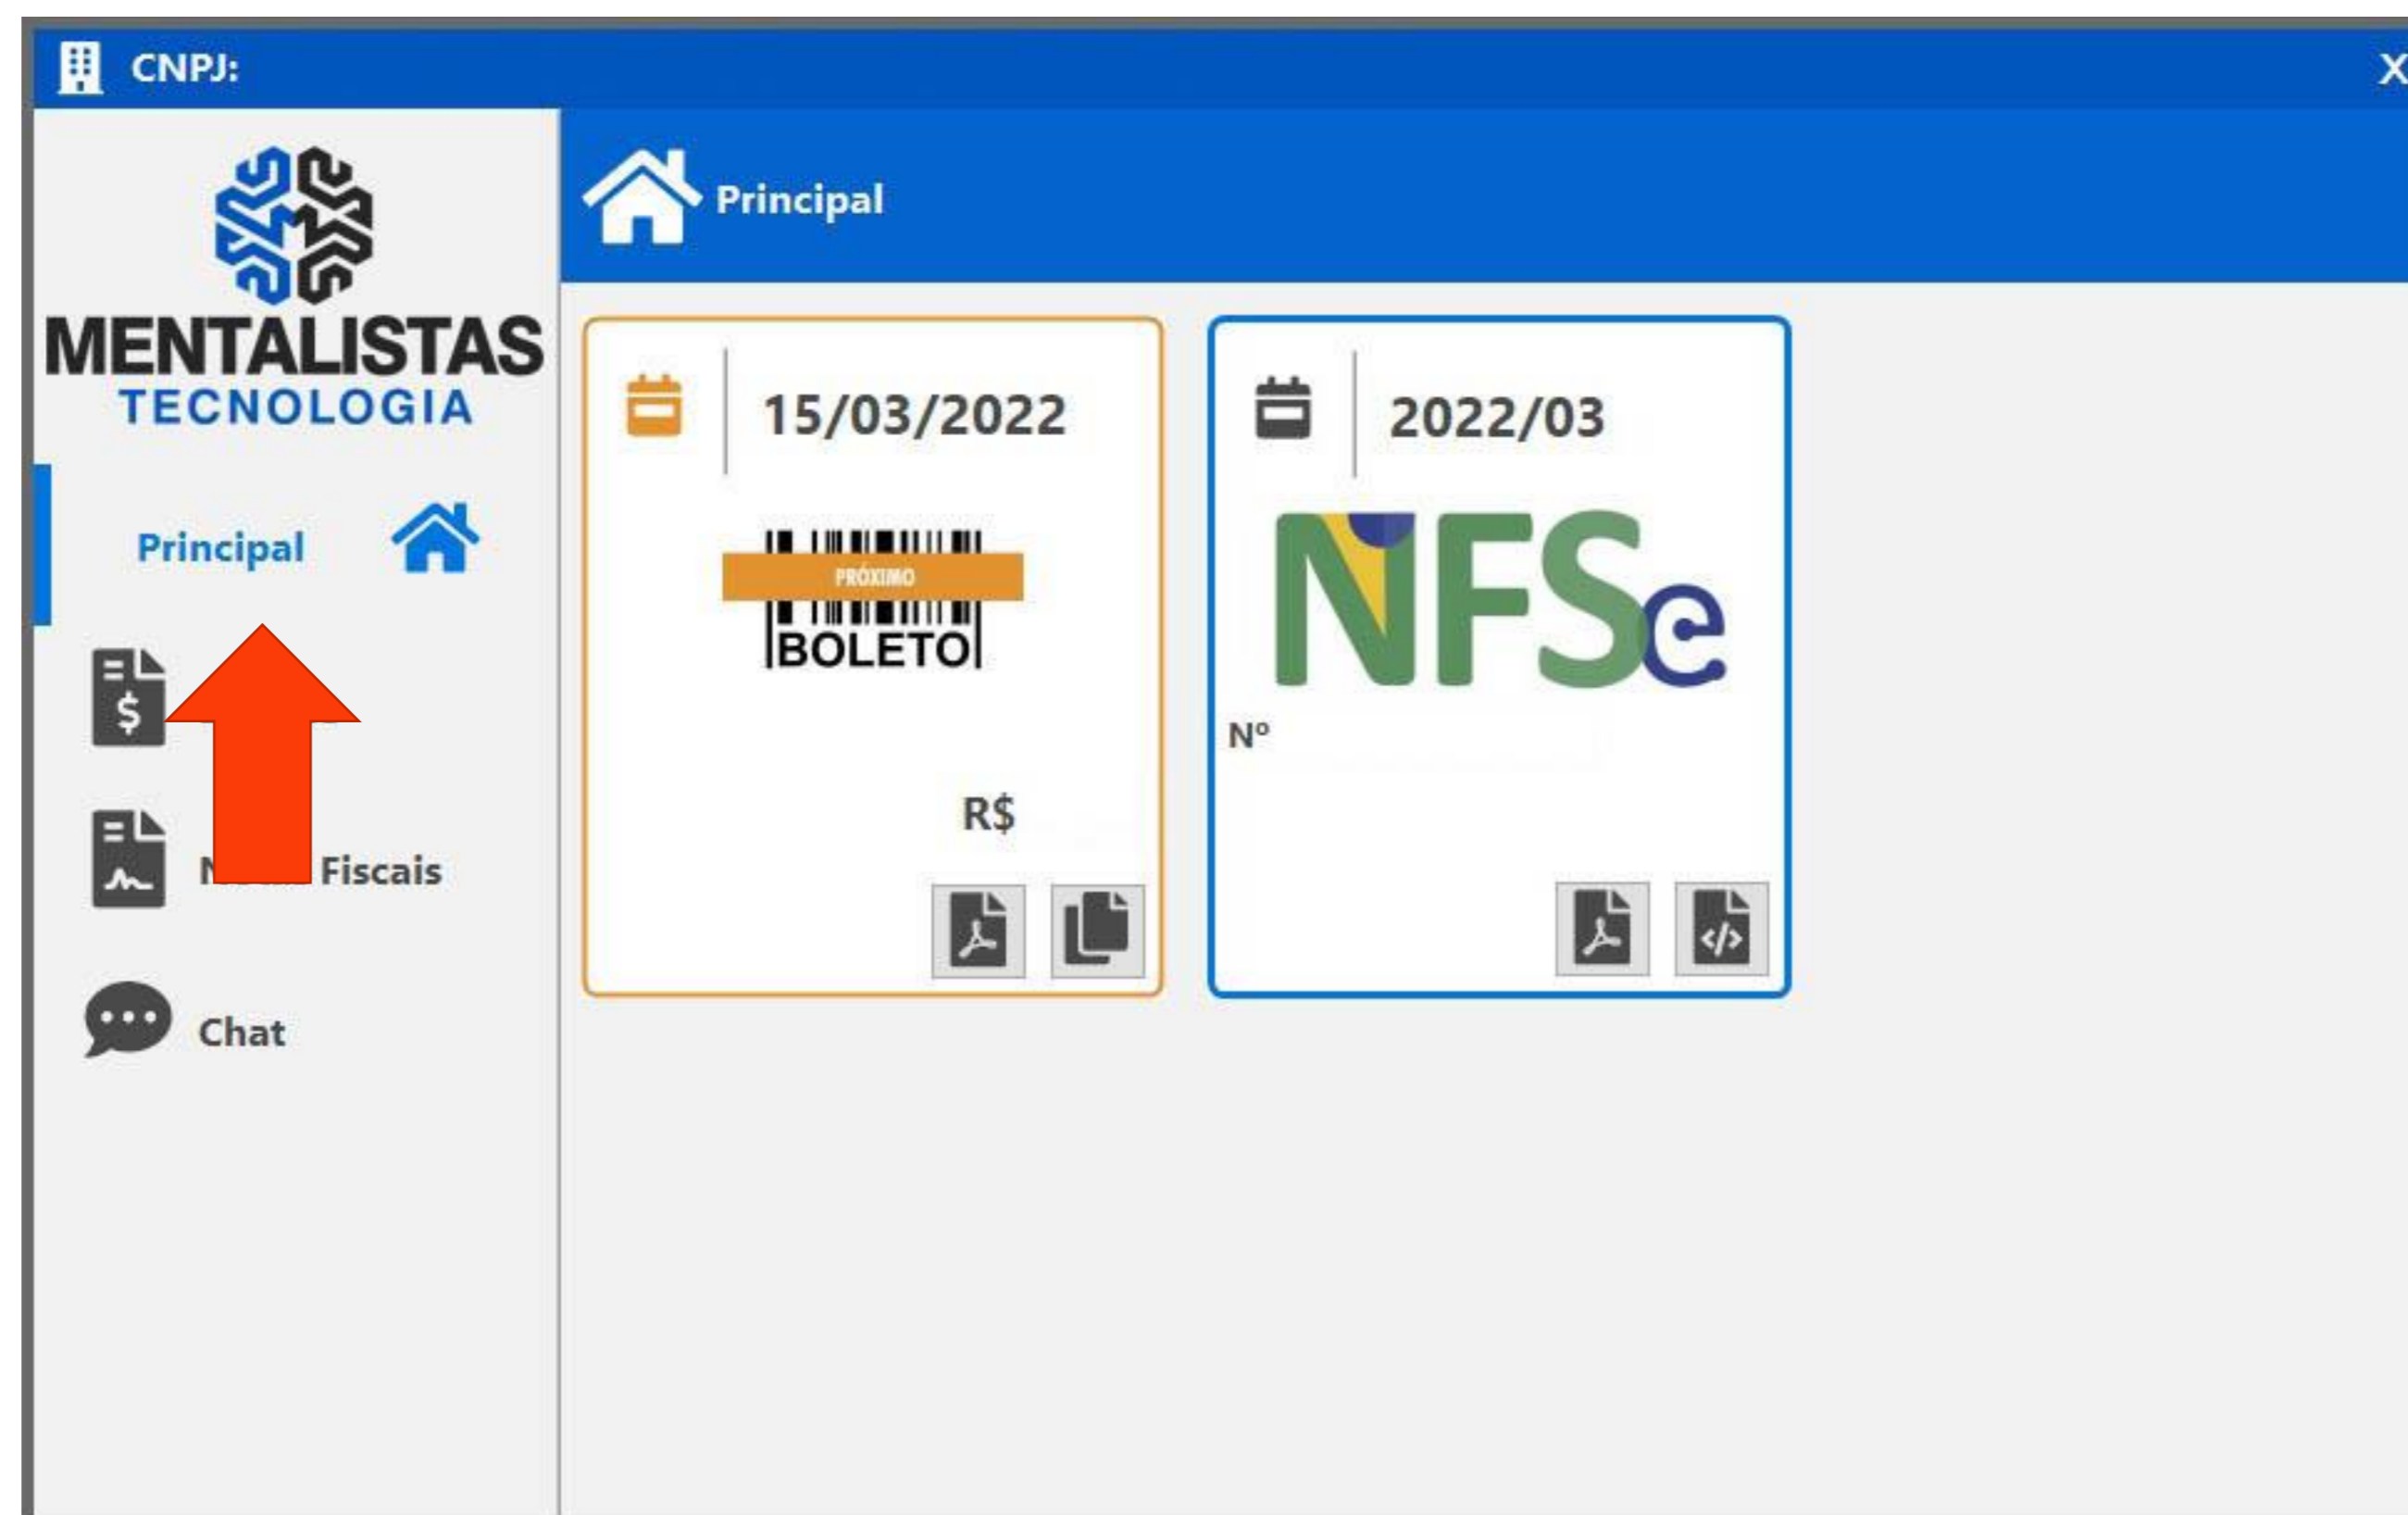 CNPJ:
X
MENTALISTAS
TECNOLOGIA
Principal
Principal
Fiscais
Chat
15/03/2022
PRÓXIMO
BOLETO
R$
2022/03
NFSe
Nº